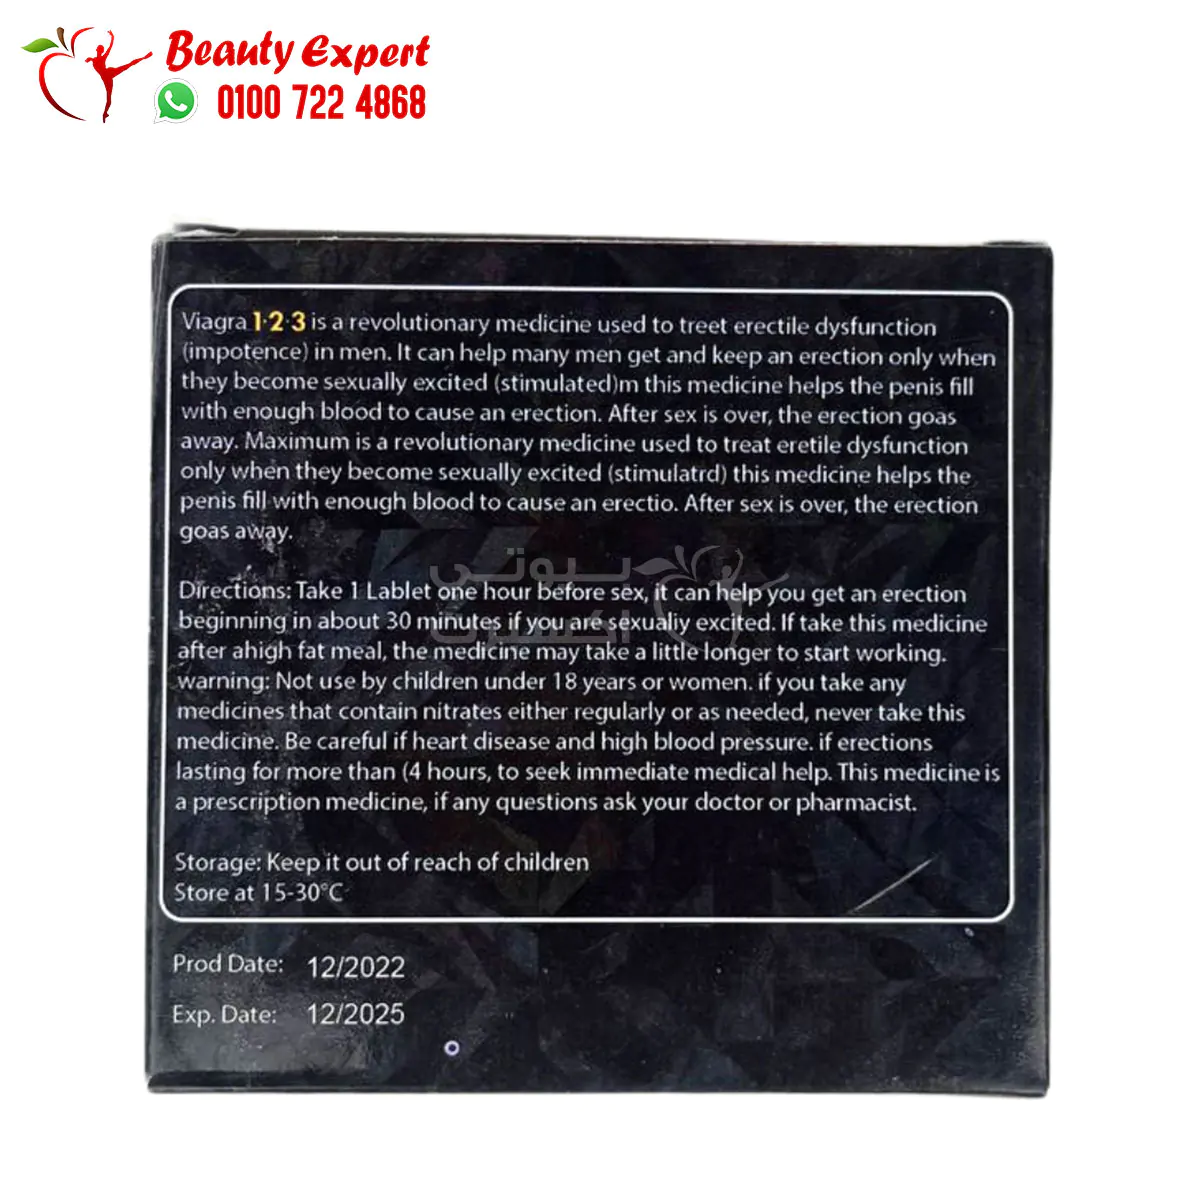 Beauty Expert
0100 722 4868
Viagra 1·2·3 is a revolutionary medicine used to treet erectile dysfunction
(impotence) in men. It can help many men get and keep an erection only when
they become sexually excited (stimulated)m this medicine helps the penis fill
with enough blood to cause an erection. After sex is over, the erection goas
away. Maximum is a revolutionary medicine used to treat eretile dysfunction
only when they become sexually excited (stimulatrd) this medicine helps the
penis fill with enough blood to cause an erectio. After sex is over, the erection
goas away.
بيوتي
اكسبرت
Directions: Take 1 Lablet one hour before sex, it can help you get an erection
beginning in about 30 minutes if you are sexualiy excited. If take this medicine
after ahigh fat meal, the medicine may take a little longer to start working.
warning: Not use by children under 18 years or women. if you take any
medicines that contain nitrates either regularly or as needed, never take this
medicine. Be careful if heart disease and high blood pressure. if erections
lasting for more than (4 hours, to seek immediate medical help. This medicine is
a prescription medicine, if any questions ask your doctor or pharmacist.
Storage: Keep it out of reach of children
Store at 15-30°C
Prod Date: 12/2022
Exp. Date: 12/2025